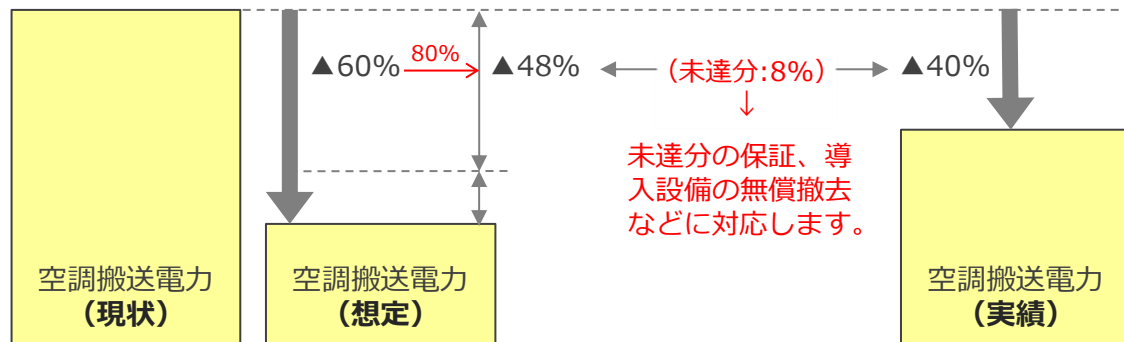 ▲60%
80%
▲48%
(未達分:8%)
▲40%
↓
未達分の保証、導
入設備の無償撤去
などに対応します。
空調搬送電力
(現状)
空調搬送電力
(想定)
空調搬送電力
(実績)